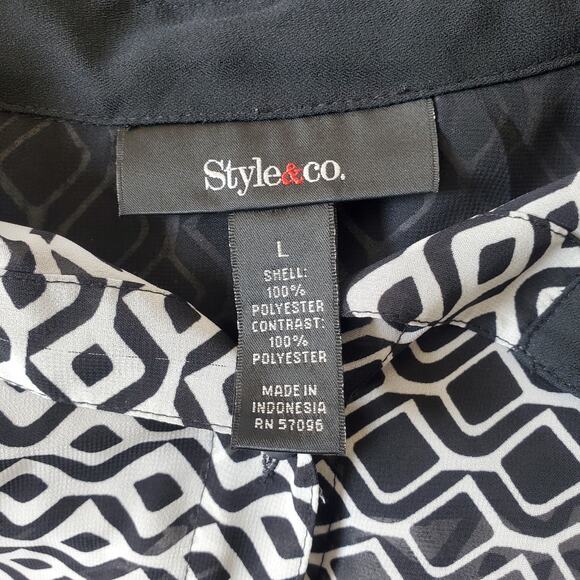 Style&co.
L
SHELL:
100%
POLYESTER
CONTRAST:
100%
POLYESTER
MADE IN
INDONESIA
RN 57096